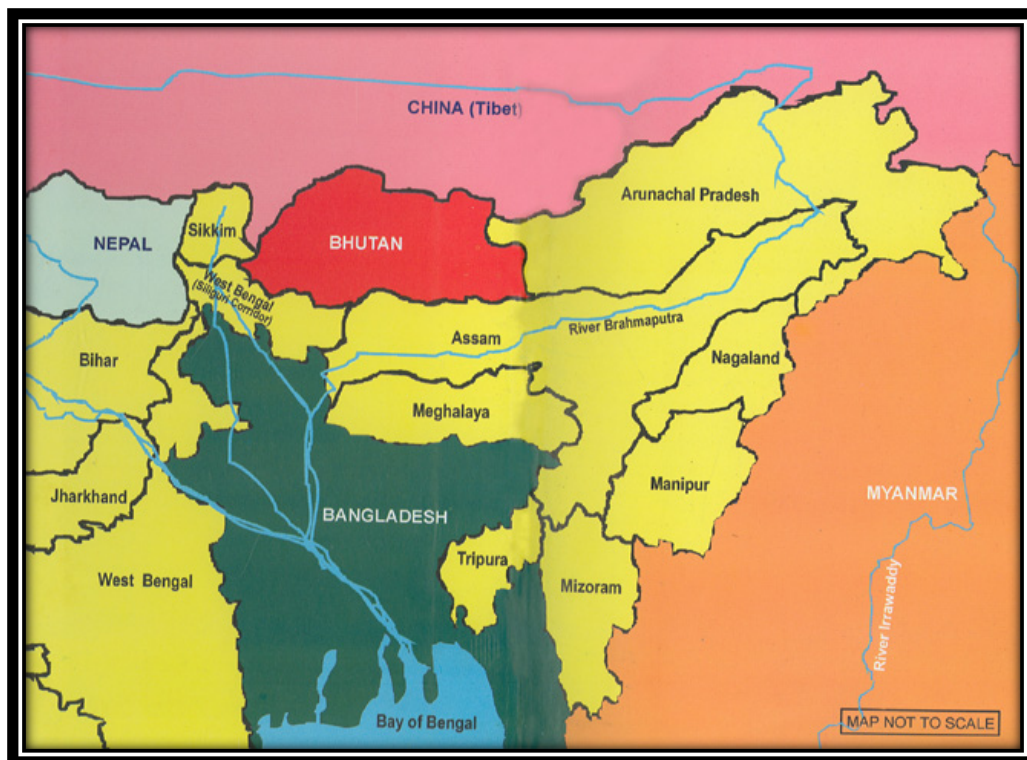 CHINA (Tibet)
Arunachal Pradesh
Sikkim
NEPAL
BHUTAN
West Bengal
(Siliguri Corridor)
River Brahmaputra
Assam
Bihar
Nagaland
Meghalaya
Manipur
MYANMAR
Jharkhand
BANGLADESH
Tripura
West Bengal
Mizoram
River Irrawaddy
Bay of Bengal
MAP NOT TO SCALE